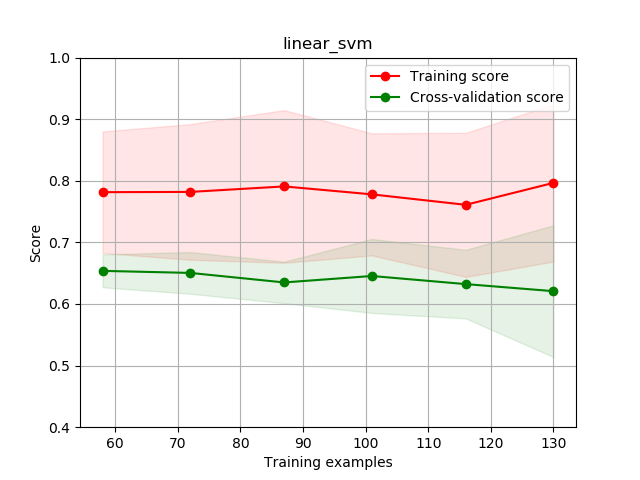 linear_svm
1.0
0.9
0.8
0.7
0.6
0.5
0.4
Score
Training score
Cross-validation score
60 70 80 90 100 110 120 130
Training examples